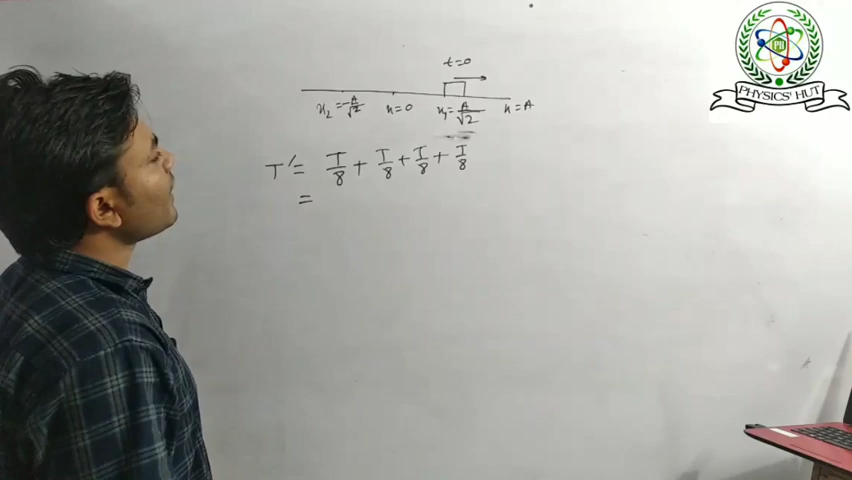 t=0
x₂=-A/√2 x=0 x₁=A/√2 x=A
T'= T/8 + T/8 + T/8 + T/8
=
PH
PHYSICS' HUT